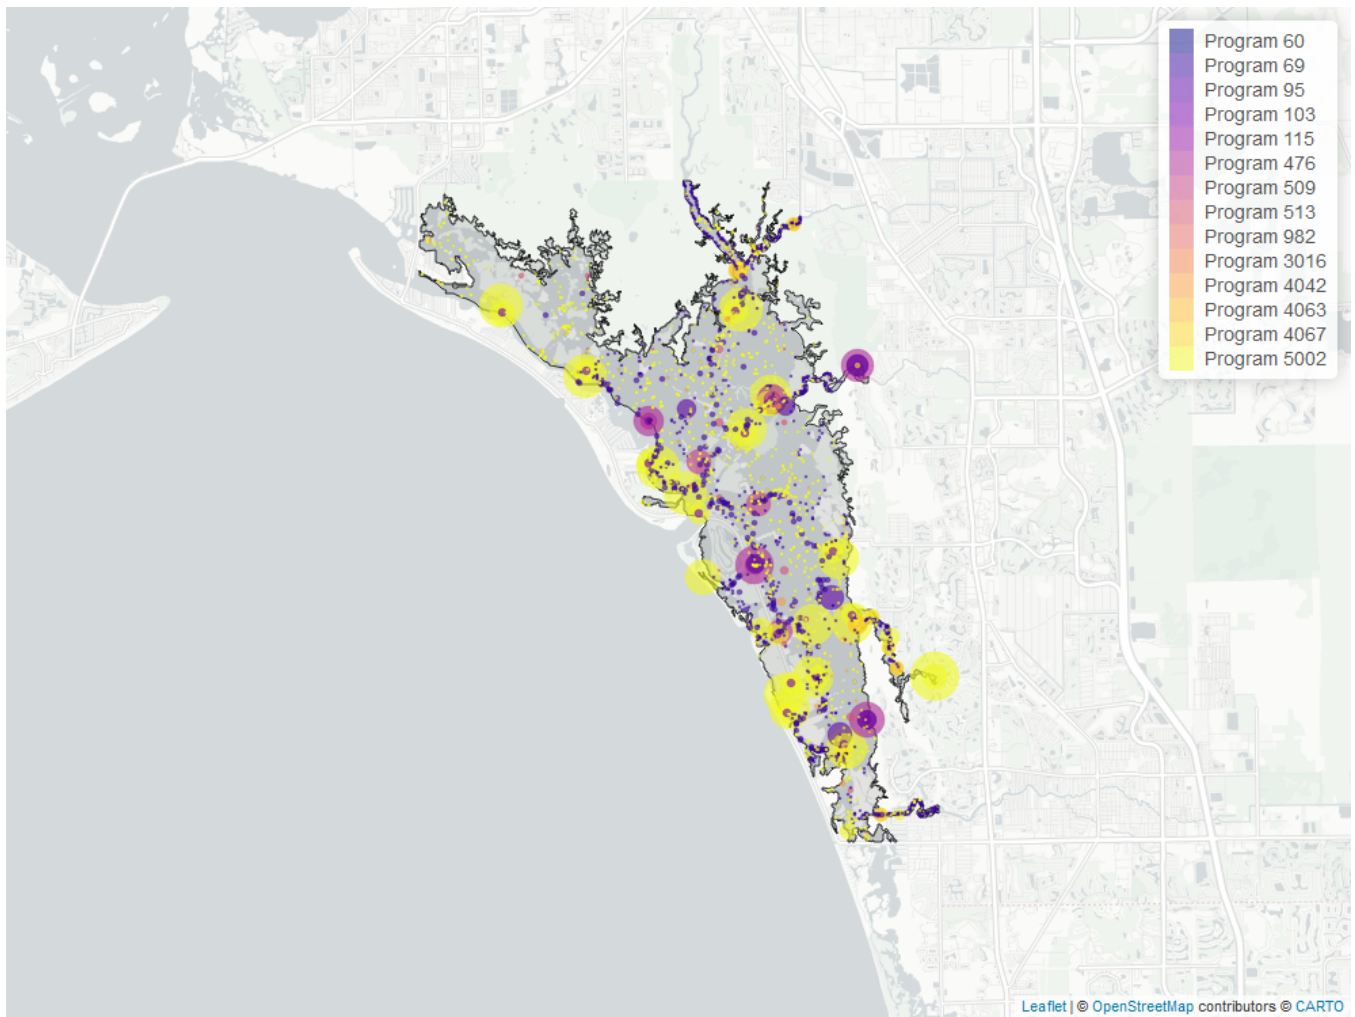 Program 60
Program 69
Program 95
Program 103
Program 115
Program 476
Program 509
Program 513
Program 982
Program 3016
Program 4042
Program 4063
Program 4067
Program 5002
Leaflet | © OpenStreetMap contributors © CARTO